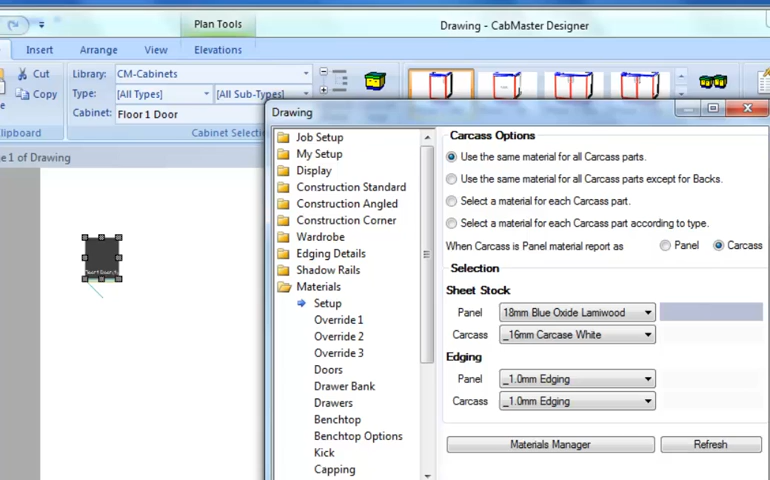 Plan Tools
Drawing - CabMaster Designer
Insert
Arrange
View
Elevations
Cut
Copy
Library: CM-Cabinets
Type: [All Types] [All Sub-Types]
Cabinet: Floor 1 Door
lipboard
Cabinet Selectio
e 1 of Drawing
Drawing
Job Setup
My Setup
Display
Construction Standard
Construction Angled
Construction Corner
Wardrobe
Edging Details
Shadow Rails
Materials
Setup
Override 1
Override 2
Override 3
Doors
Drawer Bank
Drawers
Benchtop
Benchtop Options
Kick
Capping
Carcass Options
Use the same material for all Carcass parts.
Use the same material for all Carcass parts except for Backs.
Select a material for each Carcass part.
Select a material for each Carcass part according to type.
When Carcass is Panel material report as Panel Carcass
Selection
Sheet Stock
Panel 18mm Blue Oxide Lamiwood
Carcass _16mm Carcase White
Edging
Panel _1.0mm Edging
Carcass _1.0mm Edging
Materials Manager
Refresh